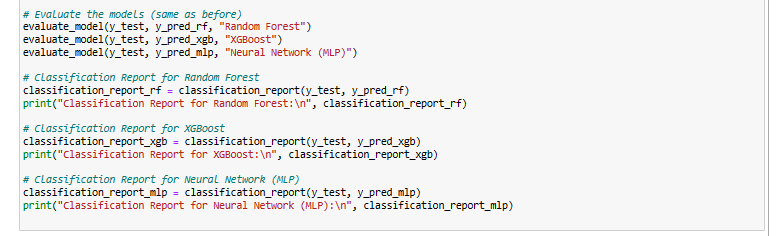 # Evaluate the models (same as before)
evaluate_model(y_test, y_pred_rf, "Random Forest")
evaluate_model(y_test, y_pred_xgb, "XGBoost")
evaluate_model(y_test, y_pred_mlp, "Neural Network (MLP)")
# Classification Report for Random Forest
classification_report_rf = classification_report(y_test, y_pred_rf)
print("Classification Report for Random Forest:\n", classification_report_rf)
# Classification Report for XGBoost
classification_report_xgb = classification_report(y_test, y_pred_xgb)
print("Classification Report for XGBoost:\n", classification_report_xgb)
# Classification Report for Neural Network (MLP)
classification_report_mlp = classification_report(y_test, y_pred_mlp)
print("Classification Report for Neural Network (MLP):\n", classification_report_mlp)